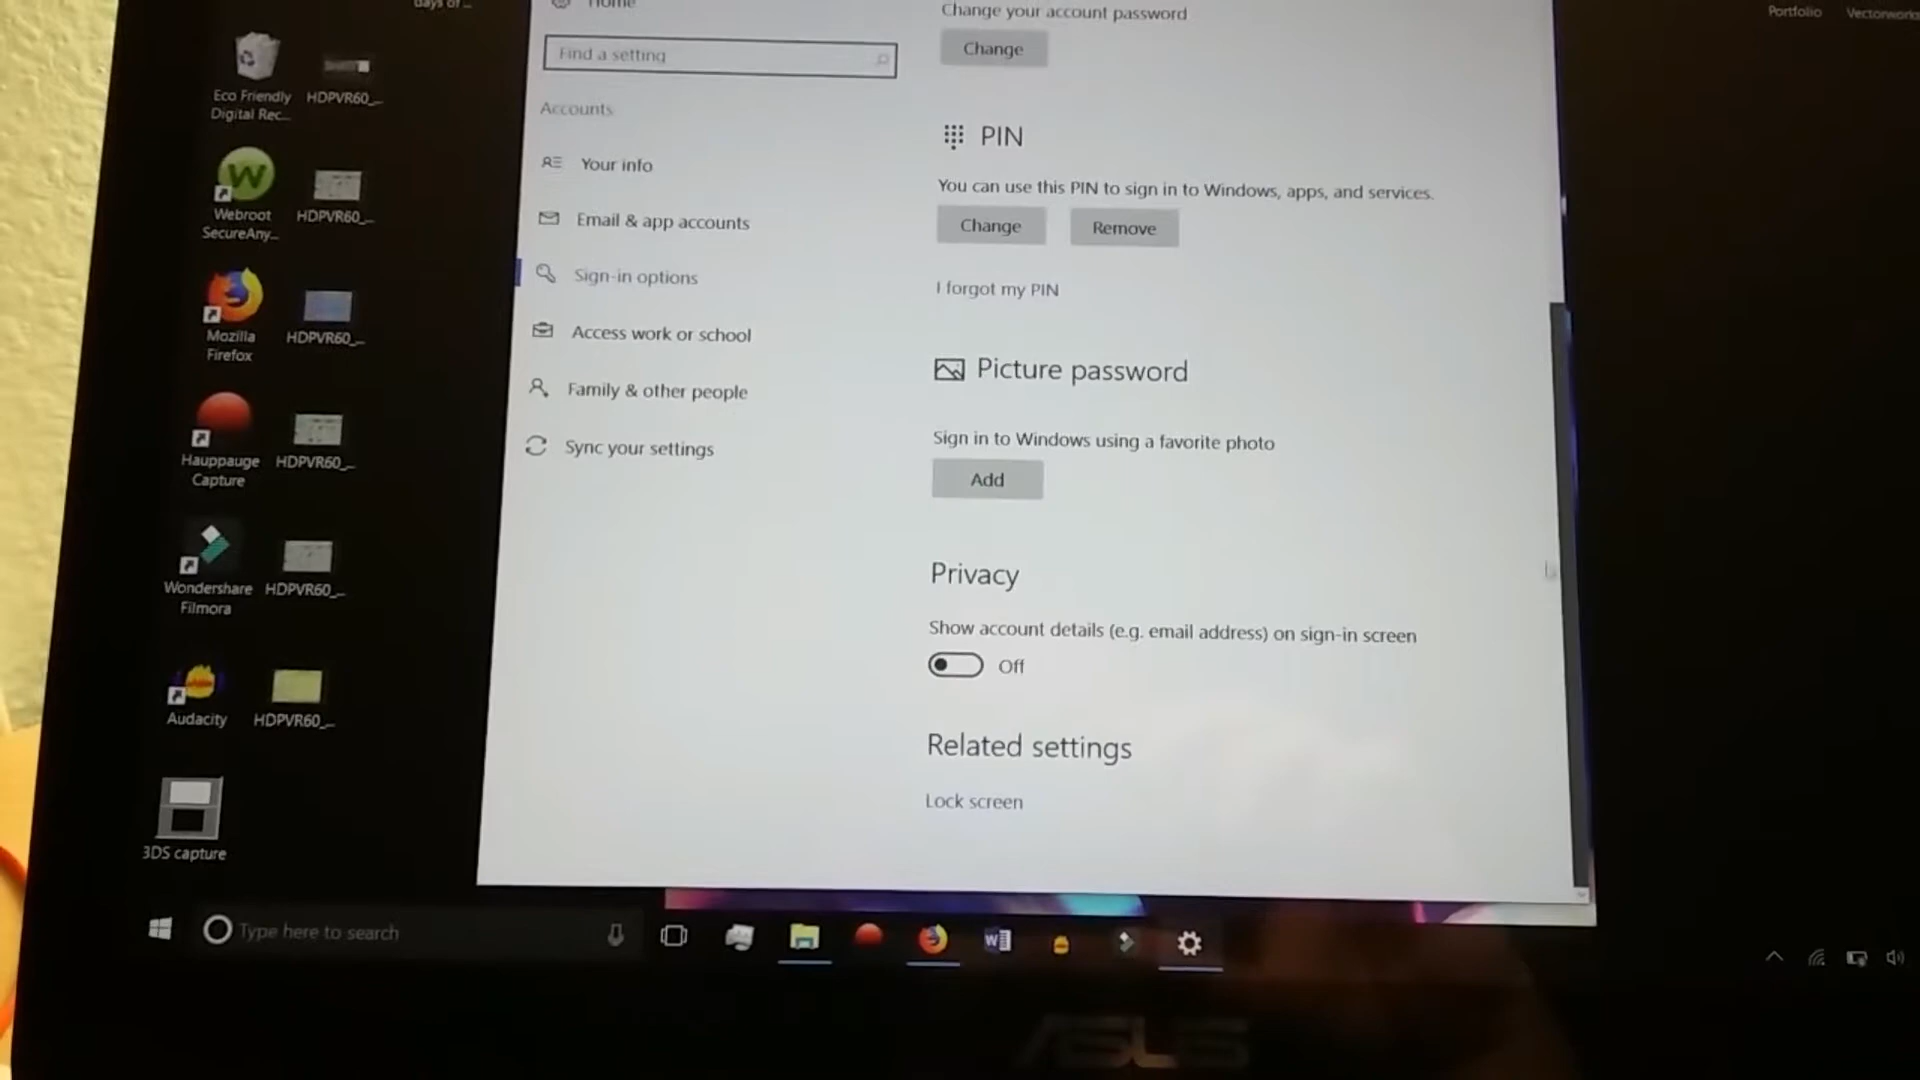 days of ...
Home
Change your account password
Portfolio
Vectorworks
Find a setting
Change
Eco Friendly
Digital Rec...
HDPVR60_...
Accounts
PIN
Your info
You can use this PIN to sign in to Windows, apps, and services.
Webroot
SecureAny...
HDPVR60_...
Email & app accounts
Change
Remove
Sign-in options
I forgot my PIN
Mozilla
Firefox
HDPVR60_...
Access work or school
Picture password
Family & other people
Sign in to Windows using a favorite photo
Hauppauge
Capture
HDPVR60_...
Sync your settings
Add
Wondershare
Filmora
HDPVR60_...
Privacy
Show account details (e.g. email address) on sign-in screen
Off
Audacity
HDPVR60_...
Related settings
Lock screen
3DS capture
Type here to search
ASUS